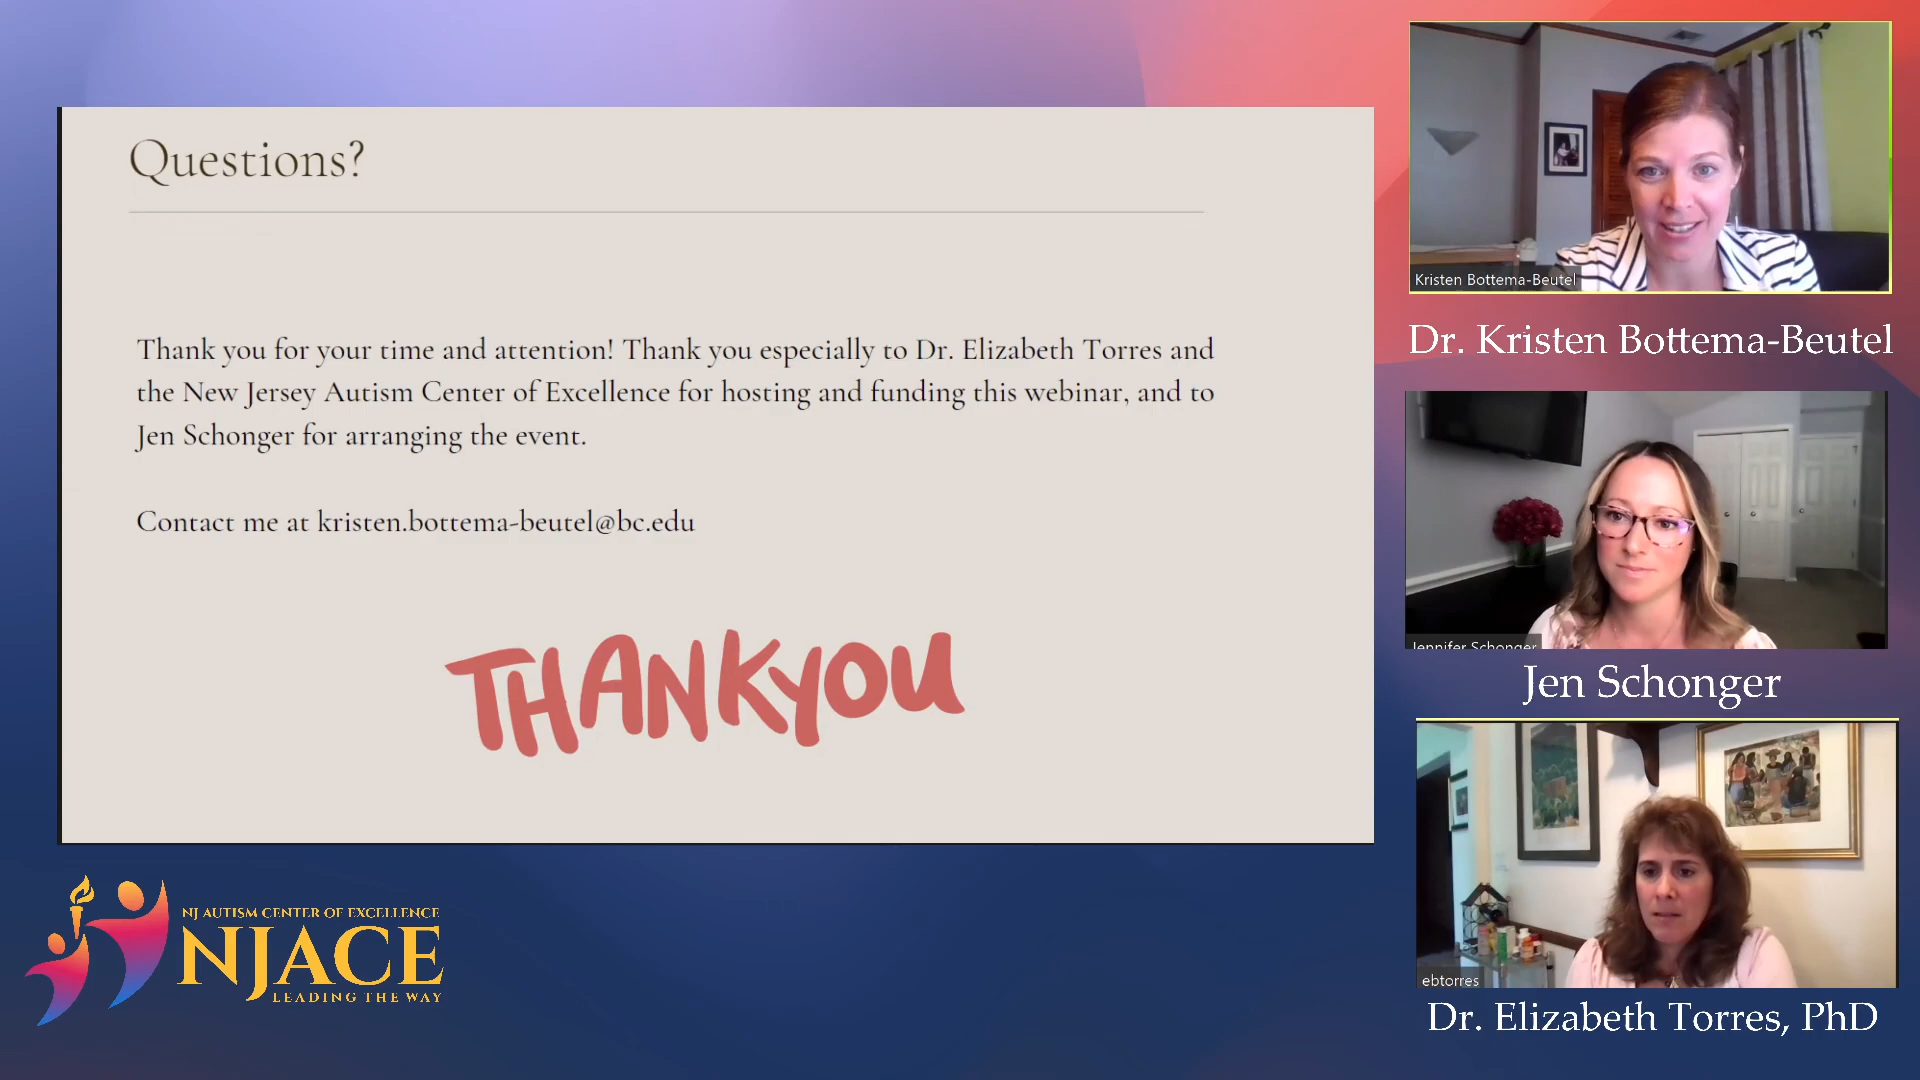 Questions?
Thank you for your time and attention! Thank you especially to Dr. Elizabeth Torres and
the New Jersey Autism Center of Excellence for hosting and funding this webinar, and to
Jen Schonger for arranging the event.
Contact me at kristen.bottema-beutel@bc.edu
THANKYOU
NJ AUTISM CENTER OF EXCELLENCE
NJACE
LEADING THE WAY
Kristen Bottema-Beutel
Dr. Kristen Bottema-Beutel
Jennifer Schonger
Jen Schonger
ebtorres
Dr. Elizabeth Torres, PhD